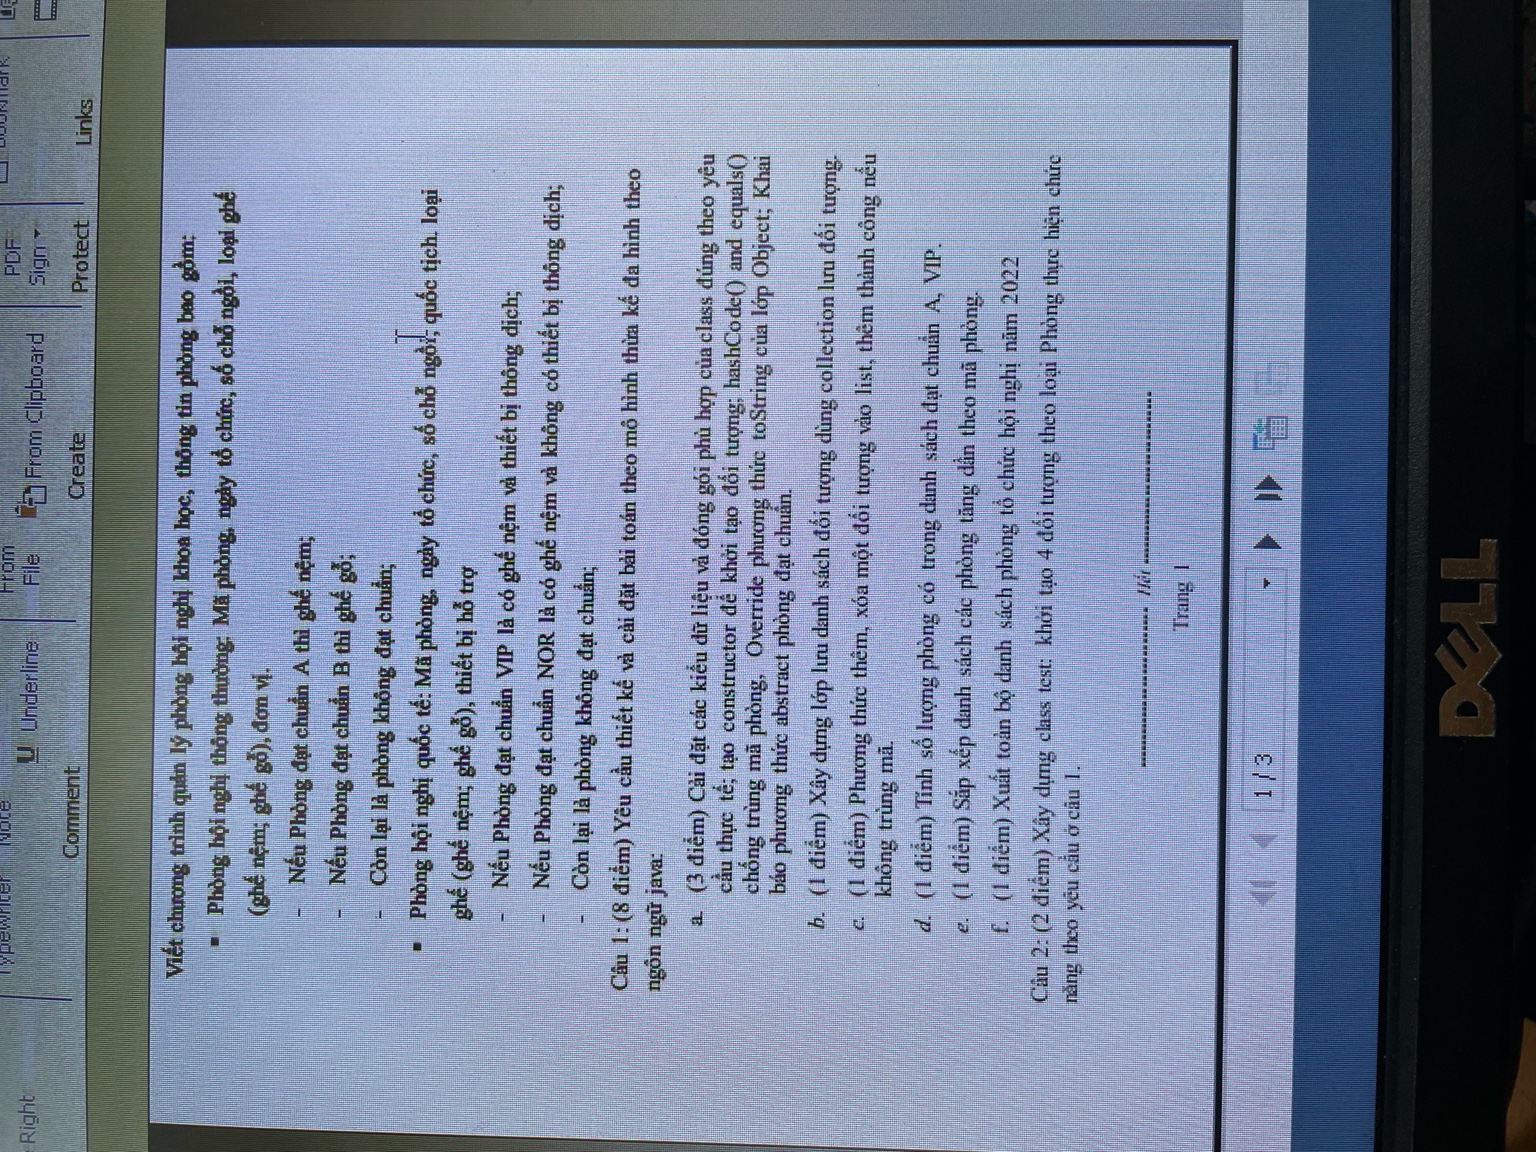 Typewriter Note From PDF Bookmark
Right U Underline File From Clipboard Sign
Comment Create Protect Links
Viết chương trình quản lý phòng hội nghị khoa học, thông tin phòng bao gồm:
▪ Phòng hội nghị thông thường: Mã phòng, ngày tổ chức, số chỗ ngồi, loại ghế
(ghế nệm; ghế gỗ), đơn vị.
- Nếu Phòng đạt chuẩn A thì ghế nệm;
- Nếu Phòng đạt chuẩn B thì ghế gỗ;
- Còn lại là phòng không đạt chuẩn;
▪ Phòng hội nghị quốc tế: Mã phòng, ngày tổ chức, số chỗ ngồi, quốc tịch. loại
ghế (ghế nệm; ghế gỗ), thiết bị hỗ trợ
- Nếu Phòng đạt chuẩn VIP là có ghế nệm và thiết bị thông dịch;
- Nếu Phòng đạt chuẩn NOR là có ghế nệm và không có thiết bị thông dịch;
- Còn lại là phòng không đạt chuẩn;
Câu 1: (8 điểm) Yêu cầu thiết kế và cài đặt bài toán theo mô hình thừa kế đa hình theo
ngôn ngữ java:
a. (3 điểm) Cài đặt các kiểu dữ liệu và đóng gói phù hợp của class đúng theo yêu
cầu thực tế; tạo constructor để khởi tạo đối tượng; hashCode() and equals()
chống trùng mã phòng, Override phương thức toString của lớp Object; Khai
báo phương thức abstract phòng đạt chuẩn.
b. (1 điểm) Xây dựng lớp lưu danh sách đối tượng dùng collection lưu đối tượng.
c. (1 điểm) Phương thức thêm, xóa một đối tượng vào list, thêm thành công nếu
không trùng mã.
d. (1 điểm) Tính số lượng phòng có trong danh sách đạt chuẩn A, VIP.
e. (1 điểm) Sắp xếp danh sách các phòng tăng dần theo mã phòng.
f. (1 điểm) Xuất toàn bộ danh sách phòng tổ chức hội nghị năm 2022
Câu 2: (2 điểm) Xây dựng class test: khởi tạo 4 đối tượng theo loại Phòng thực hiện chức
năng theo yêu cầu ở câu 1.
---------------------------- Hết ------------------------------
Trang 1
1 / 3
DELL